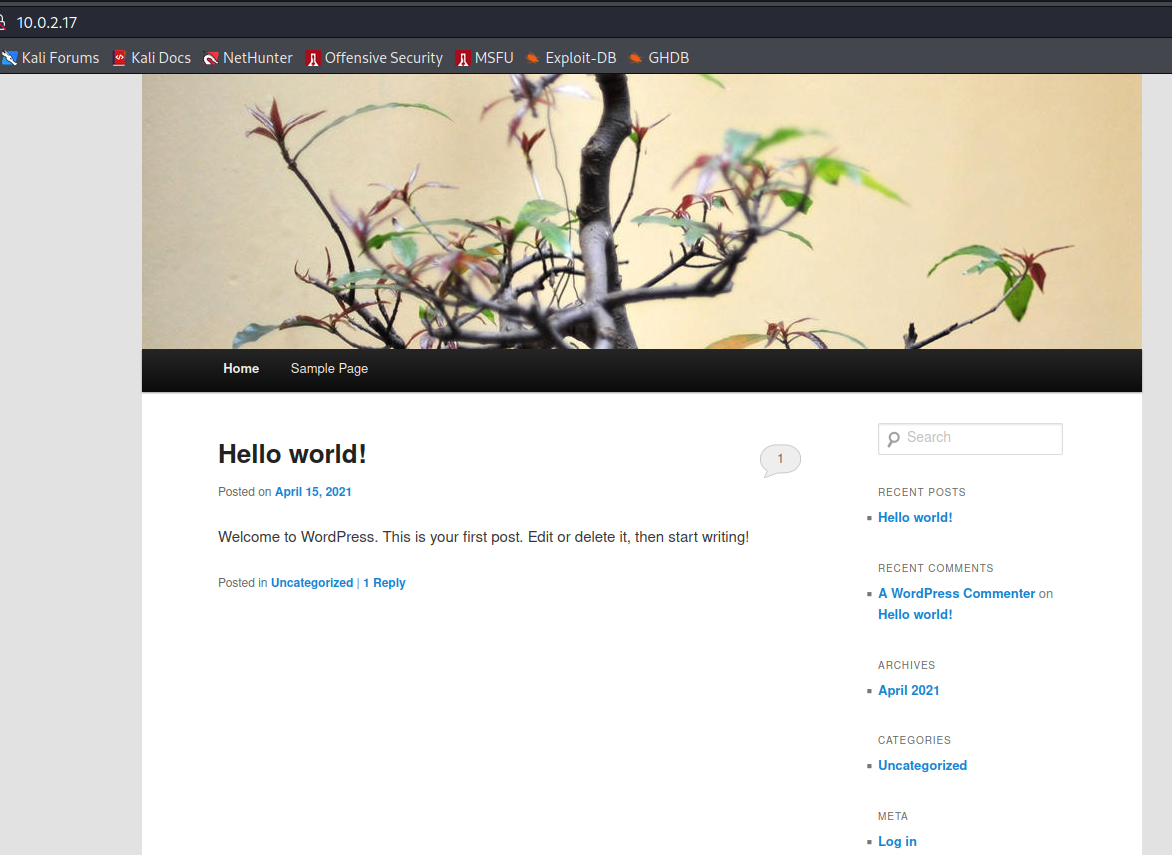 10.0.2.17
Kali Forums Kali Docs NetHunter Offensive Security MSFU Exploit-DB GHDB
Home Sample Page
Search
Hello world!
1
Posted on April 15, 2021
Welcome to WordPress. This is your first post. Edit or delete it, then start writing!
Posted in Uncategorized | 1 Reply
RECENT POSTS
Hello world!
RECENT COMMENTS
A WordPress Commenter on
Hello world!
ARCHIVES
April 2021
CATEGORIES
Uncategorized
META
Log in